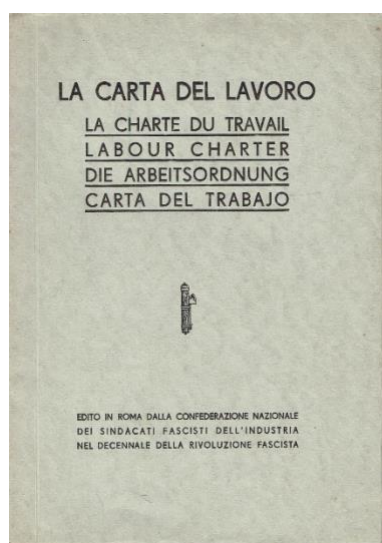 LA CARTA DEL LAVORO
LA CHARTE DU TRAVAIL
LABOUR CHARTER
DIE ARBEITSORDNUNG
CARTA DEL TRABAJO
EDITO IN ROMA DALLA CONFEDERAZIONE NAZIONALE
DEI SINDACATI FASCISTI DELL'INDUSTRIA
NEL DECENNALE DELLA RIVOLUZIONE FASCISTA